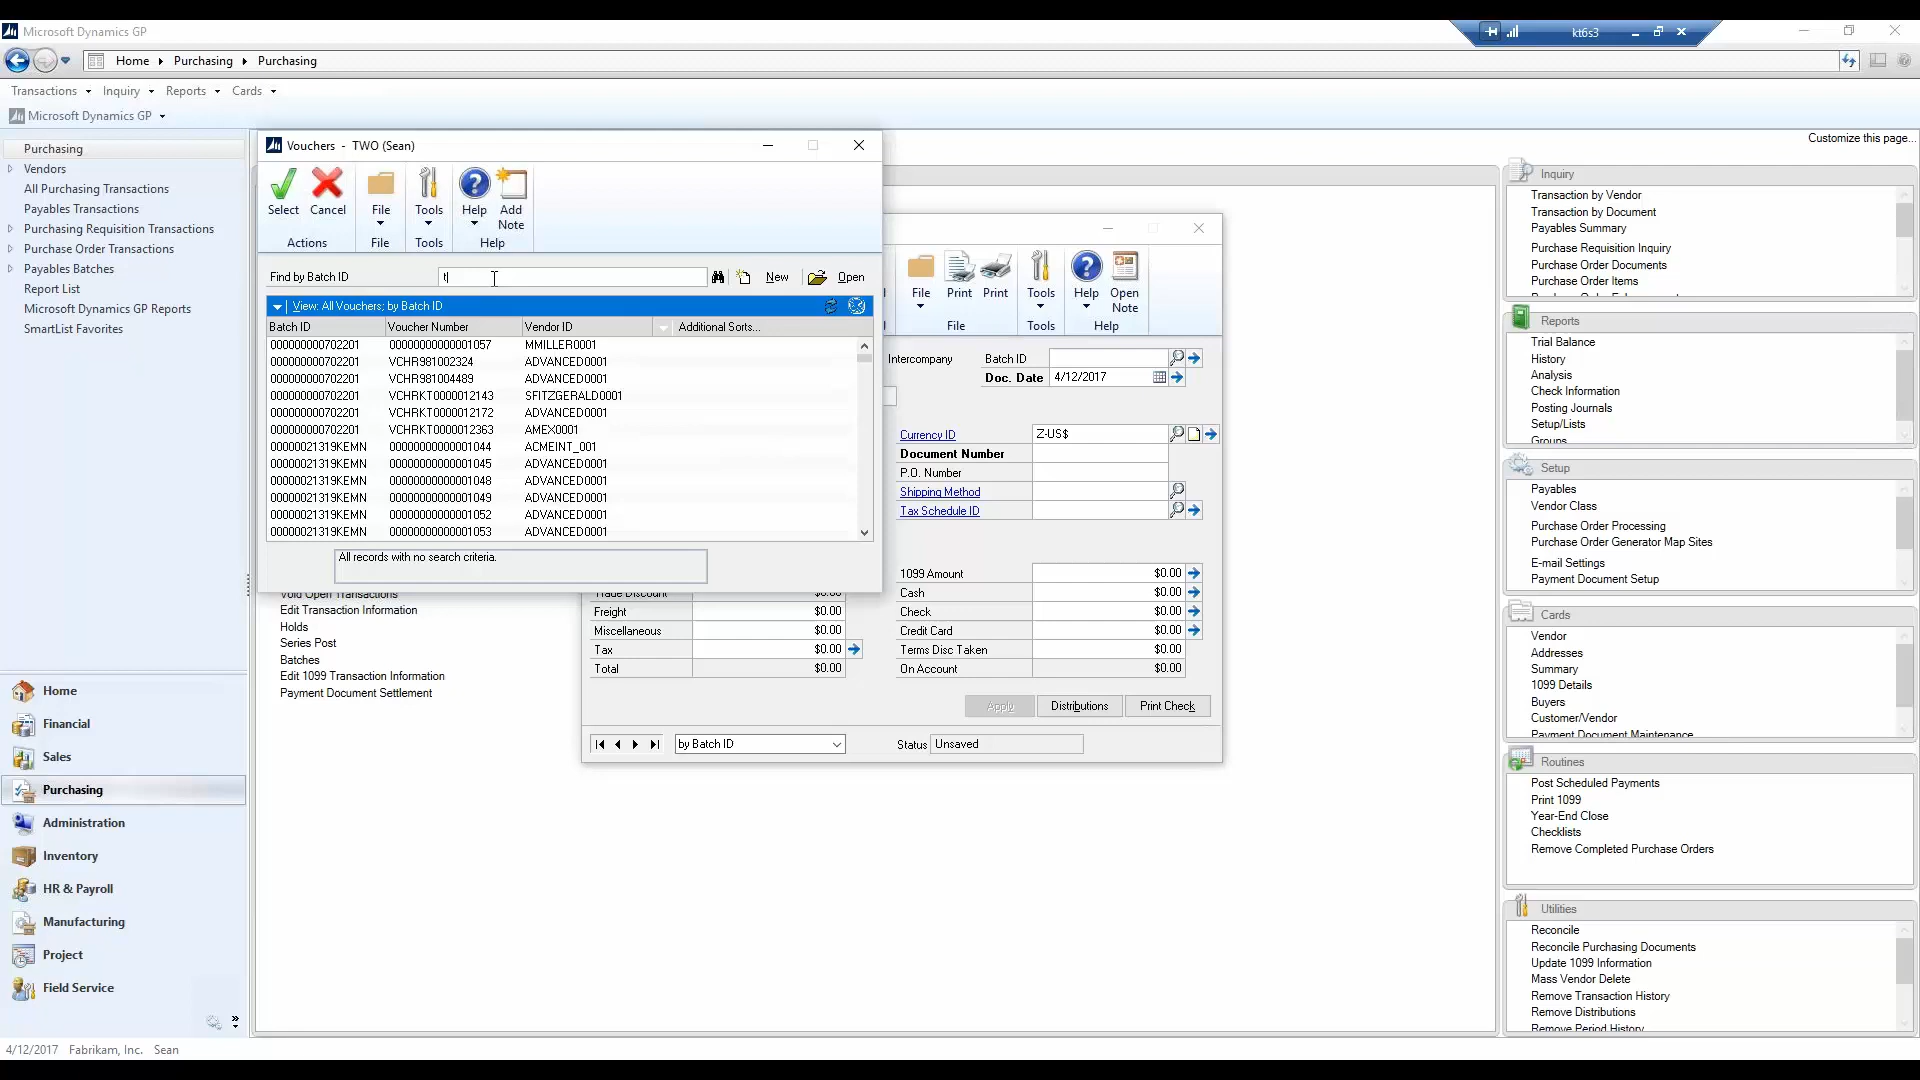 Microsoft Dynamics GP
kt6s3
Home Purchasing Purchasing
Transactions Inquiry Reports Cards
Microsoft Dynamics GP
Customize this page...
Purchasing
Vendors
All Purchasing Transactions
Payables Transactions
Purchasing Requisition Transactions
Purchase Order Transactions
Payables Batches
Report List
Microsoft Dynamics GP Reports
SmartList Favorites
Home
Financial
Sales
Purchasing
Administration
Inventory
HR & Payroll
Manufacturing
Project
Field Service
Vouchers - TWO (Sean)
Select Cancel File Tools Help Add Note
Actions File Tools Help
Find by Batch ID t New Open
View: All Vouchers; by Batch ID
Batch ID Voucher Number Vendor ID Additional Sorts...
000000000702201 00000000000001057 MMILLER0001
000000000702201 VCHR981002324 ADVANCED0001
000000000702201 VCHR981004489 ADVANCED0001
000000000702201 VCHRKT0000012143 SFITZGERALD0001
000000000702201 VCHRKT0000012172 ADVANCED0001
000000000702201 VCHRKT0000012363 AMEX0001
00000021319KEMN 00000000000001044 ACMEINT_001
00000021319KEMN 00000000000001045 ADVANCED0001
00000021319KEMN 00000000000001048 ADVANCED0001
00000021319KEMN 00000000000001049 ADVANCED0001
00000021319KEMN 00000000000001052 ADVANCED0001
00000021319KEMN 00000000000001053 ADVANCED0001
All records with no search criteria.
Void Open Transactions
Edit Transaction Information
Holds
Series Post
Batches
Edit 1099 Transaction Information
Payment Document Settlement
File Print Print Tools Help Open Note
File Tools Help
Intercompany Batch ID
Doc. Date 4/12/2017
Currency ID Z-US$
Document Number
P.O. Number
Shipping Method
Tax Schedule ID
1099 Amount $0.00
Trade Discount $0.00 Cash $0.00
Freight $0.00 Check $0.00
Miscellaneous $0.00 Credit Card $0.00
Tax $0.00 Terms Disc Taken $0.00
Total $0.00 On Account $0.00
Apply Distributions Print Check
by Batch ID Status Unsaved
Inquiry
Transaction by Vendor
Transaction by Document
Payables Summary
Purchase Requisition Inquiry
Purchase Order Documents
Purchase Order Items
Reports
Trial Balance
History
Analysis
Check Information
Posting Journals
Setup/Lists
Groups
Setup
Payables
Vendor Class
Purchase Order Processing
Purchase Order Generator Map Sites
E-mail Settings
Payment Document Setup
Cards
Vendor
Addresses
Summary
1099 Details
Buyers
Customer/Vendor
Payment Document Maintenance
Routines
Post Scheduled Payments
Print 1099
Year-End Close
Checklists
Remove Completed Purchase Orders
Utilities
Reconcile
Reconcile Purchasing Documents
Update 1099 Information
Mass Vendor Delete
Remove Transaction History
Remove Distributions
Remove Period History
4/12/2017 Fabrikam, Inc. Sean